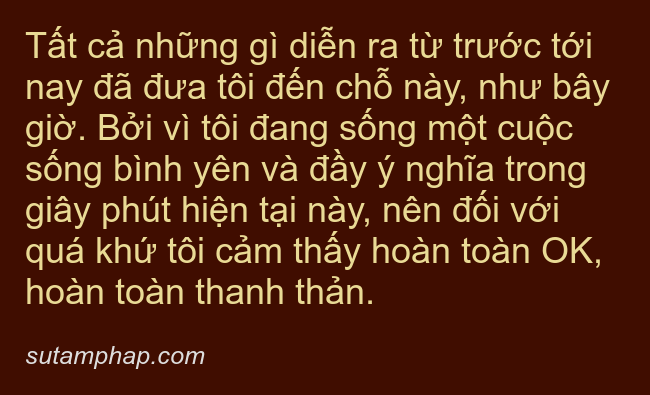 Tất cả những gì diễn ra từ trước tới
nay đã đưa tôi đến chỗ này, như bây
giờ. Bởi vì tôi đang sống một cuộc
sống bình yên và đầy ý nghĩa trong
giây phút hiện tại này, nên đối với
quá khứ tôi cảm thấy hoàn toàn OK,
hoàn toàn thanh thản.
sutamphap.com